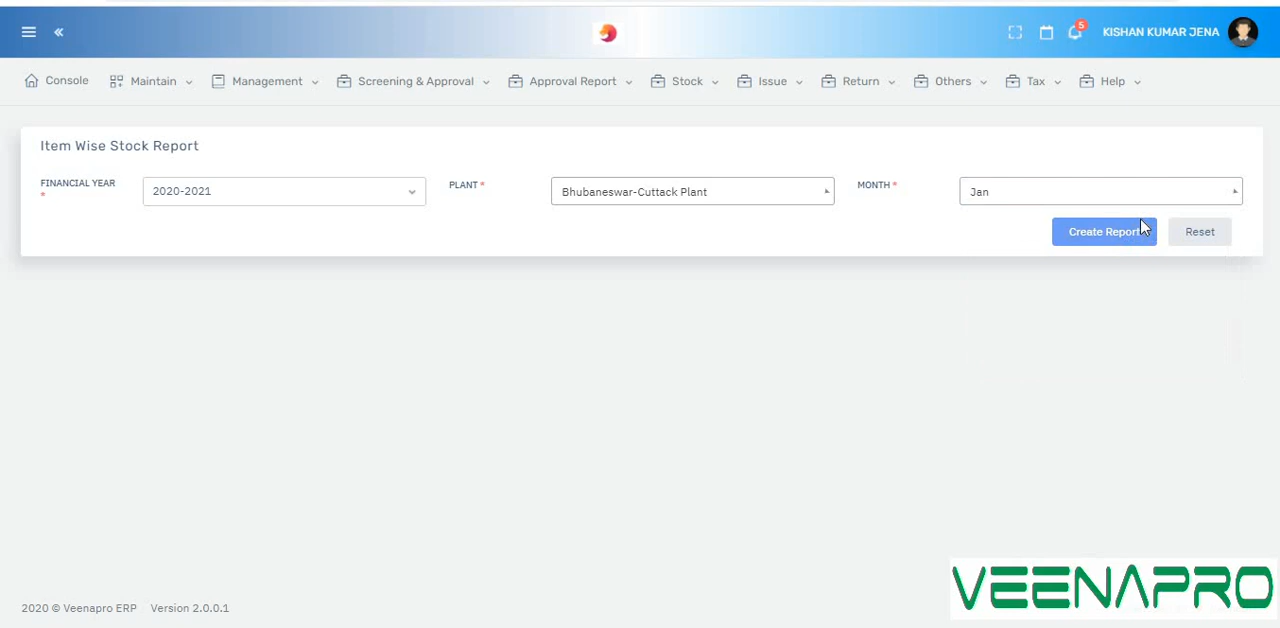 5
KISHAN KUMAR JENA
Console Maintain Management Screening & Approval Approval Report Stock Issue Return Others Tax Help
Item Wise Stock Report
FINANCIAL YEAR * 2020-2021 PLANT * Bhubaneswar-Cuttack Plant MONTH * Jan
Create Report Reset
VEENAPRO
2020 © Veenapro ERP Version 2.0.0.1